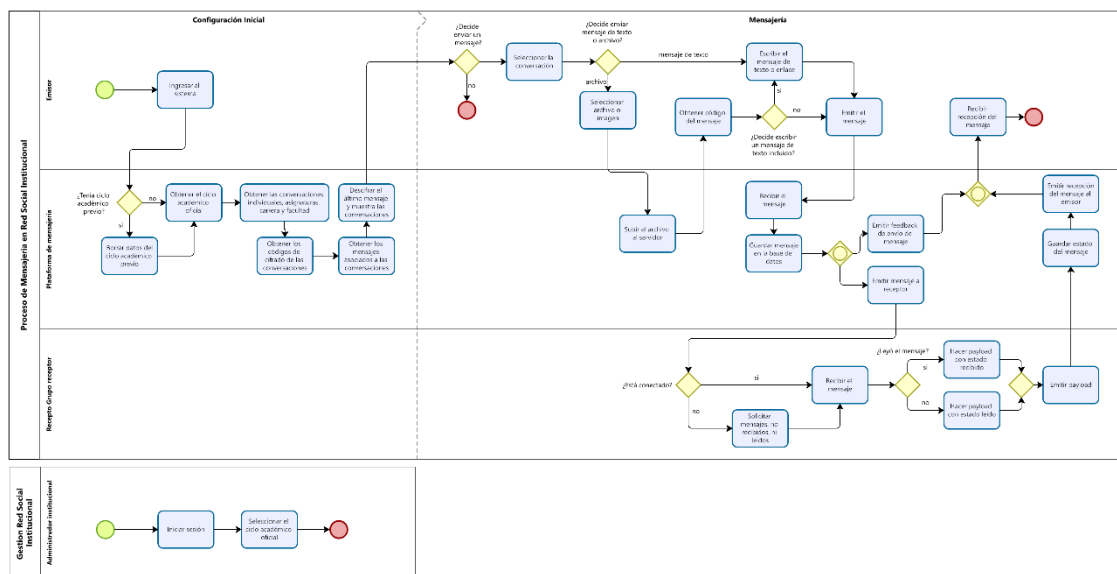 Configuración Inicial
Mensajería
Proceso de Mensajería en Red Social Institucional
Emisor
Ingresar al
sistema
¿Decide
enviar un
mensaje?
no
Seleccionar la
conversación
¿Decide enviar
mensaje de texto
o archivo?
mensaje de texto
archivo
Seleccionar
archivo o
imagen
Obtener código
del mensaje
Escribir el
mensaje de
texto o enlace
si
no
¿Decide escribir
un mensaje de
texto incluido?
Emitir el
mensaje
Recibir
recepción del
mensaje
Plataforma de mensajería
¿Tenía ciclo
académico
previo?
no
si
Borrar datos del
ciclo académico
previo
Obtener el ciclo
académico
oficial
Obtener las conversaciones
individuales, asignaturas,
carrera y facultad
Obtener los
códigos de
cifrado de las
conversaciones
Obtener los
mensajes
asociados a las
conversaciones
Descifrar el
último mensaje y
muestra las
conversaciones
Subir el archivo
al servidor
Recibir el
mensaje
Guardar mensaje
en la base de
datos
Emitir feedback
de envío de
mensaje
Emitir mensaje a
receptor
Emitir recepción
del mensaje al
emisor
Guardar estado
del mensaje
Recepto Grupo receptor
¿Está conectado?
si
no
Solicitar
mensajes, no
recibidos, ni
leídos
Recibir el
mensaje
¿Leyó el mensaje?
si
no
Hacer payload
con estado
recibido
Hacer payload
con estado leído
Emitir payload
Gestion Red Social
Institucional
Administrador institucional
Iniciar sesión
Seleccionar el
ciclo académico
oficial